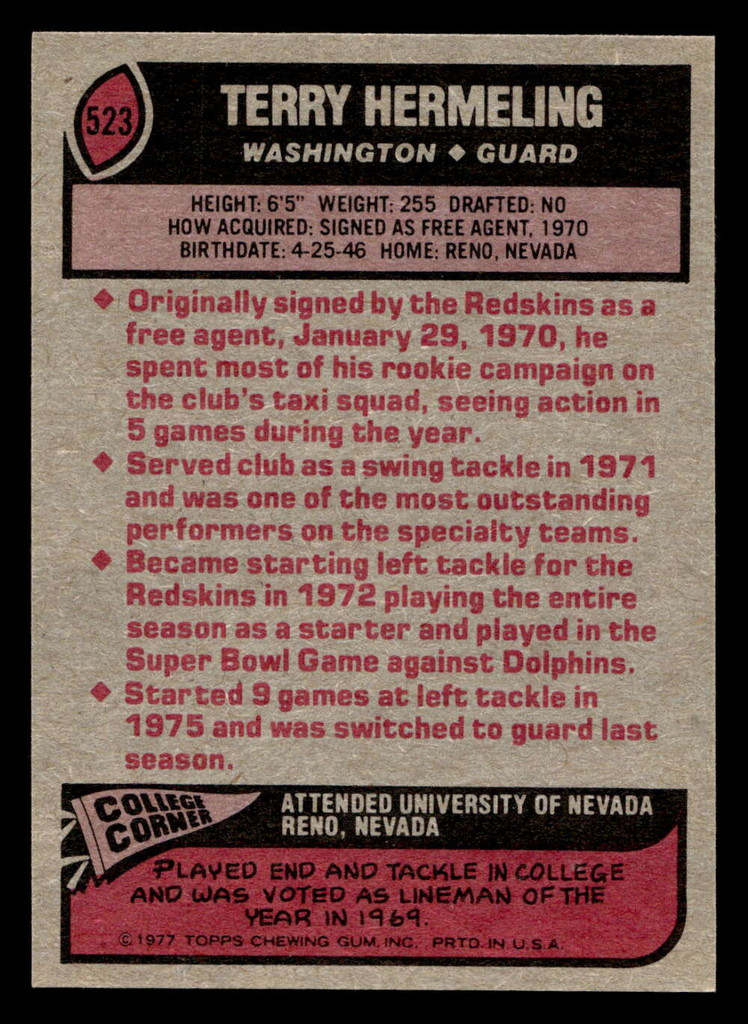 523
TERRY HERMELING
WASHINGTON ◆ GUARD
HEIGHT: 6'5" WEIGHT: 255 DRAFTED: NO
HOW ACQUIRED: SIGNED AS FREE AGENT, 1970
BIRTHDATE: 4-25-46 HOME: RENO, NEVADA
◆ Originally signed by the Redskins as a
free agent, January 29, 1970, he
spent most of his rookie campaign on
the club's taxi squad, seeing action in
5 games during the year.
◆ Served club as a swing tackle in 1971
and was one of the most outstanding
performers on the specialty teams.
◆ Became starting left tackle for the
Redskins in 1972 playing the entire
season as a starter and played in the
Super Bowl Game against Dolphins.
◆ Started 9 games at left tackle in
1975 and was switched to guard last
season.
COLLEGE
CORNER
ATTENDED UNIVERSITY OF NEVADA
RENO, NEVADA
PLAYED END AND TACKLE IN COLLEGE
AND WAS VOTED AS LINEMAN OF THE
YEAR IN 1969.
©1977 TOPPS CHEWING GUM, INC. PRTD. IN U.S.A.